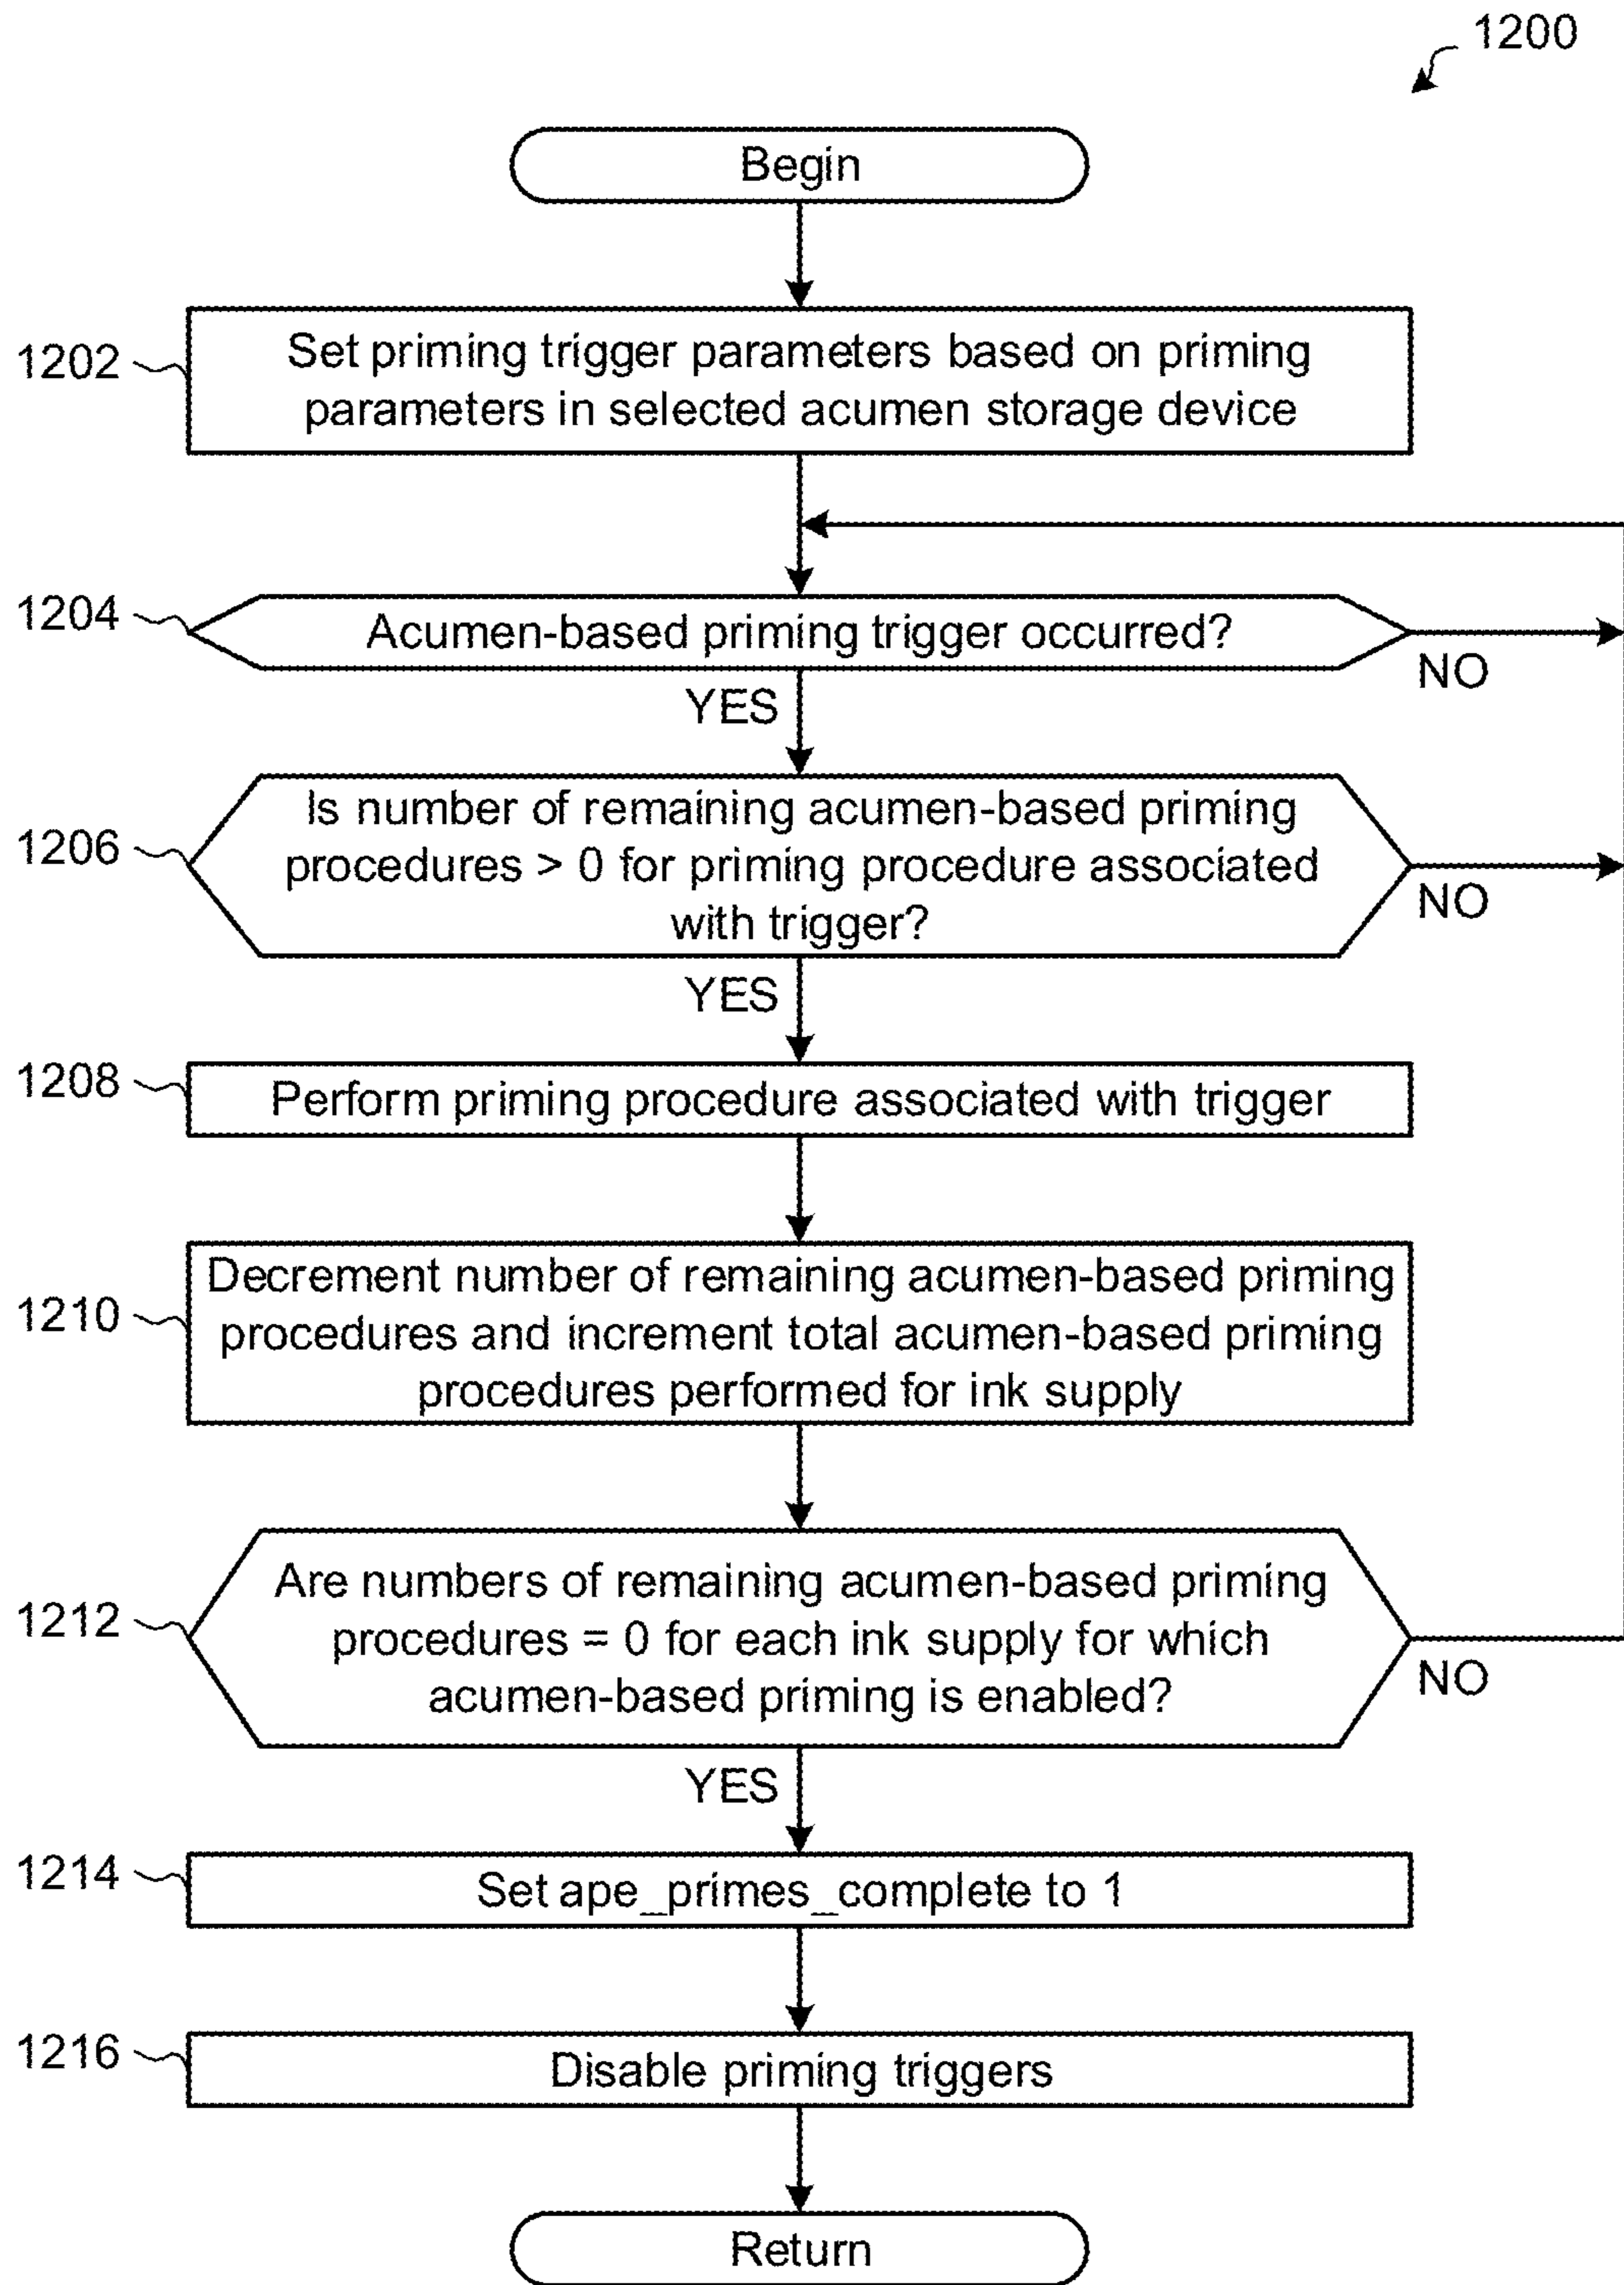 1200
Begin
1202
Set priming trigger parameters based on priming
parameters in selected acumen storage device
1204
Acumen-based priming trigger occurred?
NO
YES
1206
Is number of remaining acumen-based priming
procedures > 0 for priming procedure associated
with trigger?
NO
YES
1208
Perform priming procedure associated with trigger
1210
Decrement number of remaining acumen-based priming
procedures and increment total acumen-based priming
procedures performed for ink supply
1212
Are numbers of remaining acumen-based priming
procedures = 0 for each ink supply for which
acumen-based priming is enabled?
NO
YES
1214
Set ape_primes_complete to 1
1216
Disable priming triggers
Return